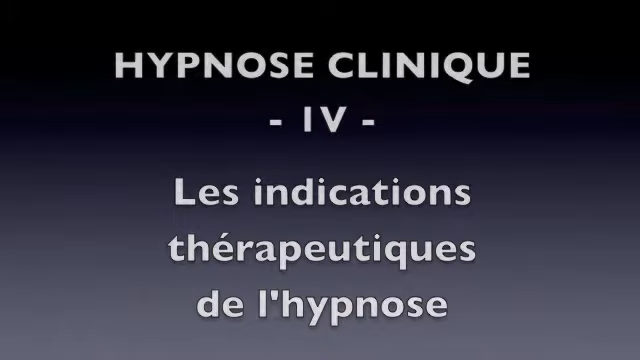 HYPNOSE CLINIQUE
- IV -
Les indications
thérapeutiques
de l'hypnose